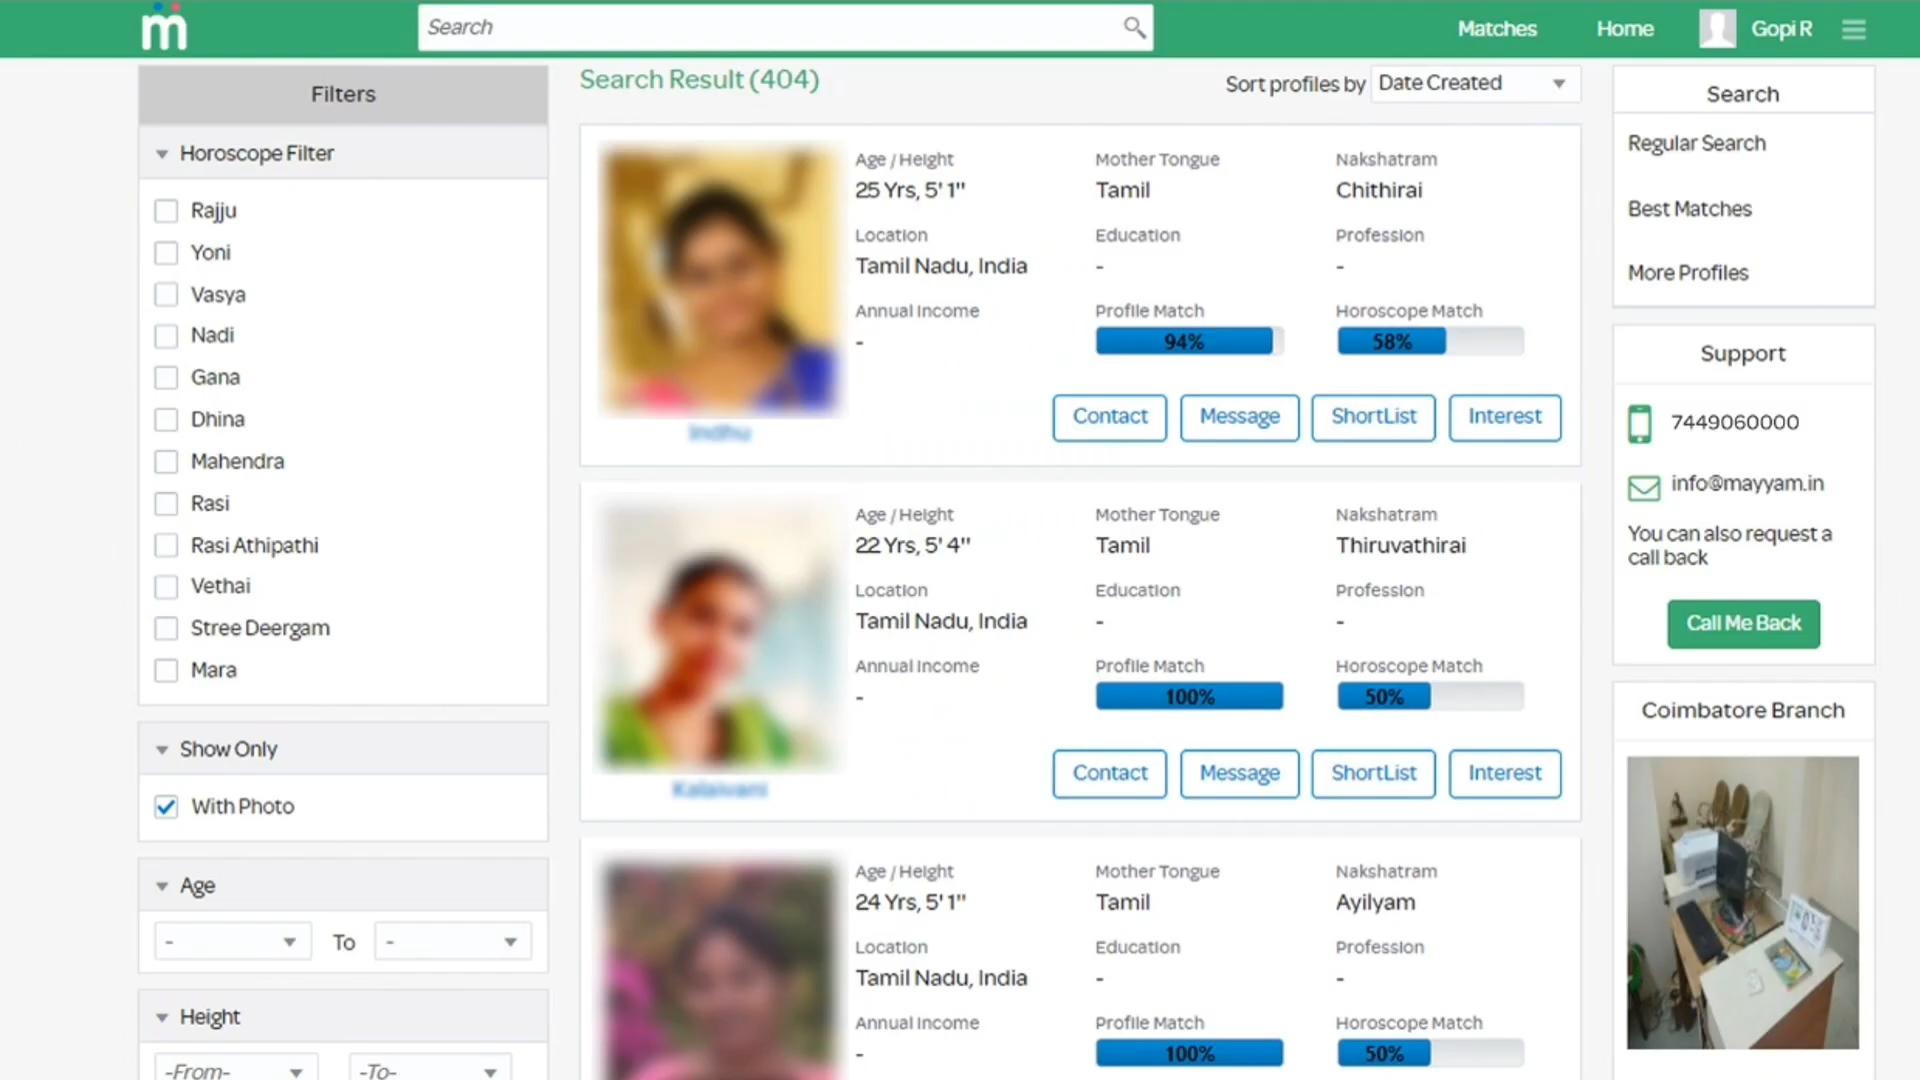 m
Search
Matches
Home
Gopi R
Filters
Horoscope Filter
Rajju
Yoni
Vasya
Nadi
Gana
Dhina
Mahendra
Rasi
Rasi Athipathi
Vethai
Stree Deergam
Mara
Show Only
With Photo
Age
- To -
Height
-From- -To-
Search Result (404)
Sort profiles by Date Created
Age / Height Mother Tongue Nakshatram
25 Yrs, 5' 1'' Tamil Chithirai
Location Education Profession
Tamil Nadu, India - -
Annual Income Profile Match Horoscope Match
- 94% 58%
Indhu
Contact Message ShortList Interest
Age / Height Mother Tongue Nakshatram
22 Yrs, 5' 4'' Tamil Thiruvathirai
Location Education Profession
Tamil Nadu, India - -
Annual Income Profile Match Horoscope Match
- 100% 50%
Kalaivani
Contact Message ShortList Interest
Age / Height Mother Tongue Nakshatram
24 Yrs, 5' 1'' Tamil Ayilyam
Location Education Profession
Tamil Nadu, India - -
Annual Income Profile Match Horoscope Match
- 100% 50%
Search
Regular Search
Best Matches
More Profiles
Support
7449060000
info@mayyam.in
You can also request a
call back
Call Me Back
Coimbatore Branch